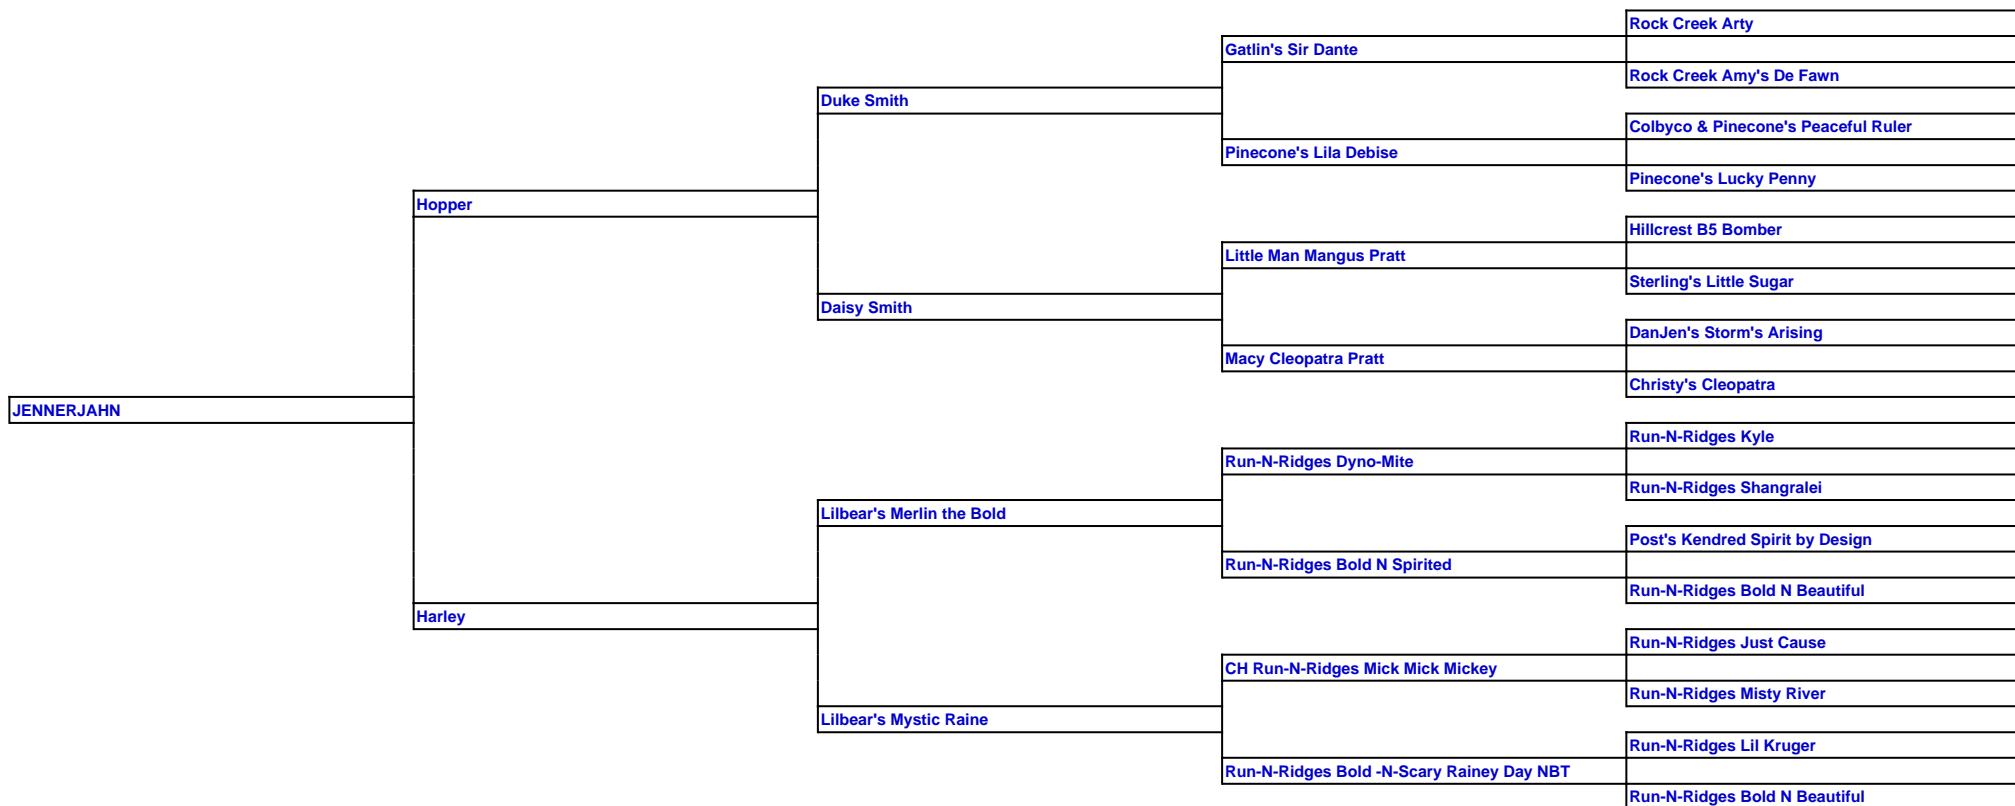 Rock Creek Arty
Gatlin's Sir Dante
Rock Creek Amy's De Fawn
Duke Smith
Colbyco & Pinecone's Peaceful Ruler
Pinecone's Lila Debise
Pinecone's Lucky Penny
Hopper
Hillcrest B5 Bomber
Little Man Mangus Pratt
Sterling's Little Sugar
Daisy Smith
DanJen's Storm's Arising
Macy Cleopatra Pratt
Christy's Cleopatra
JENNERJAHN
Run-N-Ridges Kyle
Run-N-Ridges Dyno-Mite
Run-N-Ridges Shangralei
Lilbear's Merlin the Bold
Post's Kendred Spirit by Design
Run-N-Ridges Bold N Spirited
Run-N-Ridges Bold N Beautiful
Harley
Run-N-Ridges Just Cause
CH Run-N-Ridges Mick Mick Mickey
Run-N-Ridges Misty River
Lilbear's Mystic Raine
Run-N-Ridges Lil Kruger
Run-N-Ridges Bold -N-Scary Rainey Day NBT
Run-N-Ridges Bold N Beautiful